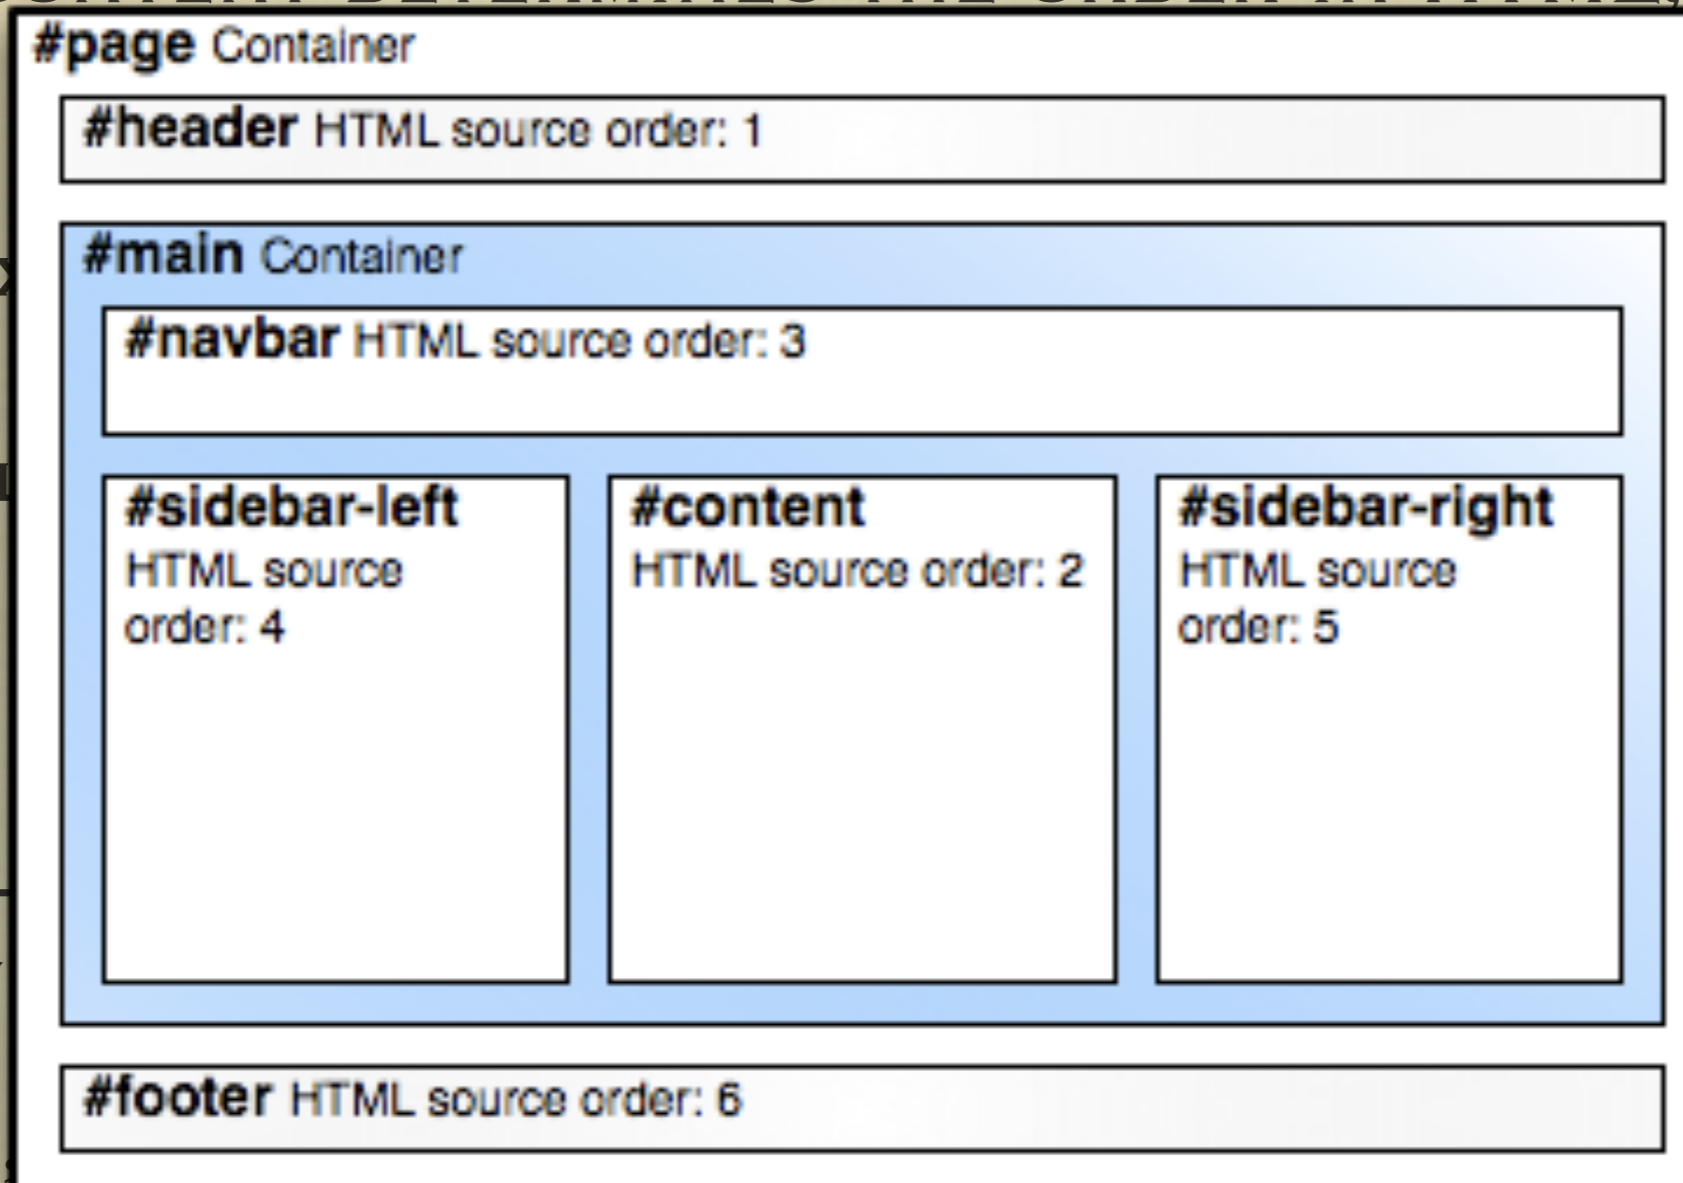 #page Container
#header HTML source order: 1
#main Container
#navbar HTML source order: 3
#sidebar-left
HTML source
order: 4
#content
HTML source order: 2
#sidebar-right
HTML source
order: 5
#footer HTML source order: 6